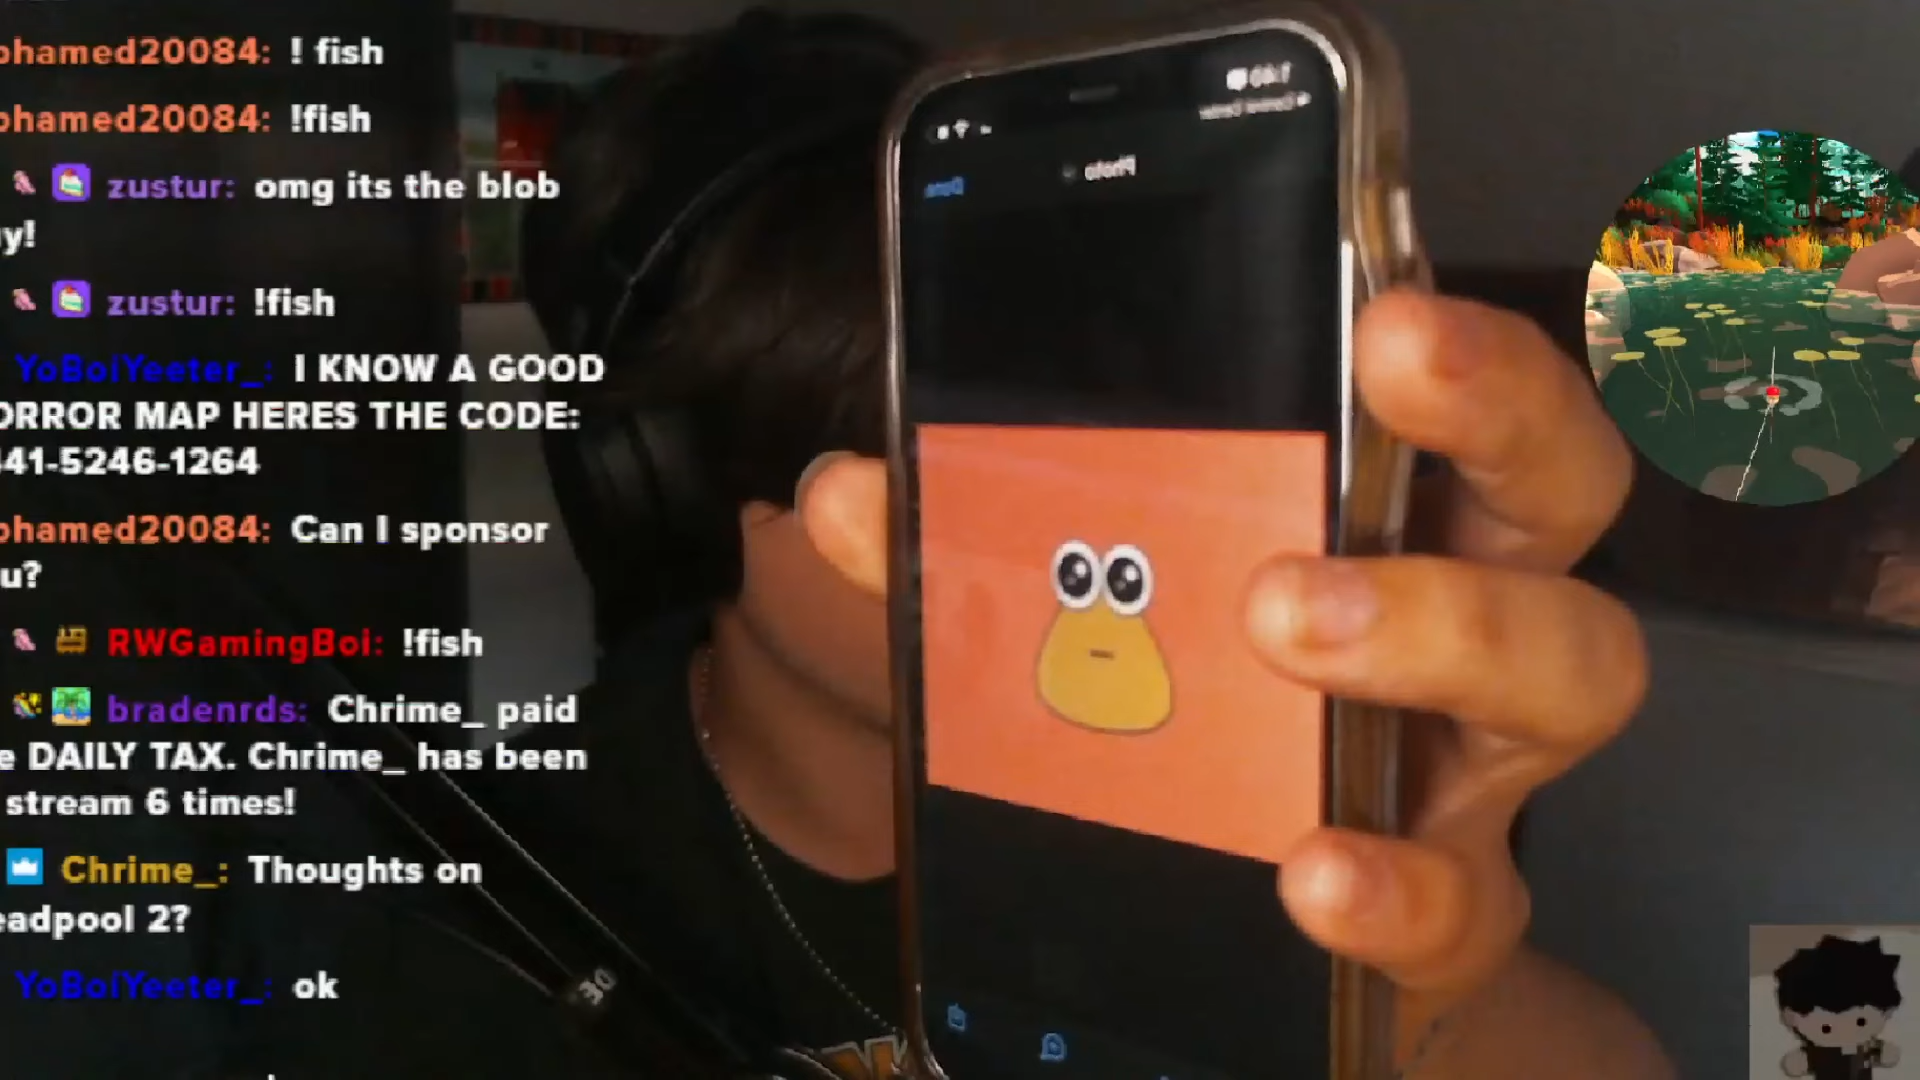 ohamed20084: ! fish
ohamed20084: !fish
zustur: omg its the blob
y!
zustur: !fish
YoBoiYeeter_: I KNOW A GOOD
ORROR MAP HERES THE CODE:
41-5246-1264
ohamed20084: Can I sponsor
u?
RWGamingBoi: !fish
bradenrds: Chrime_ paid
e DAILY TAX. Chrime_ has been
stream 6 times!
Chrime_: Thoughts on
eadpool 2?
YoBoiYeeter_: ok
Photo
Done